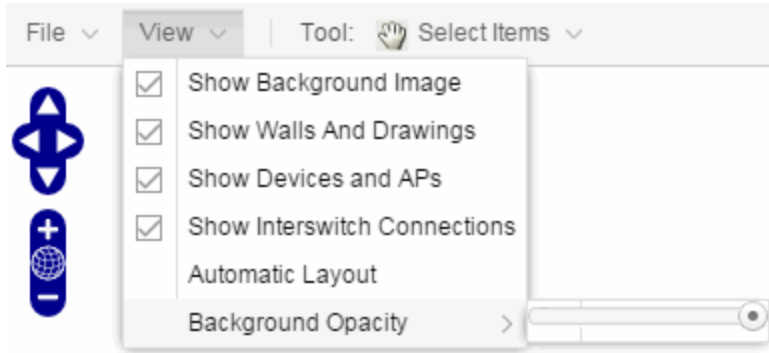 File View Tool: Select Items
Show Background Image
Show Walls And Drawings
Show Devices and APs
Show Interswitch Connections
Automatic Layout
Background Opacity